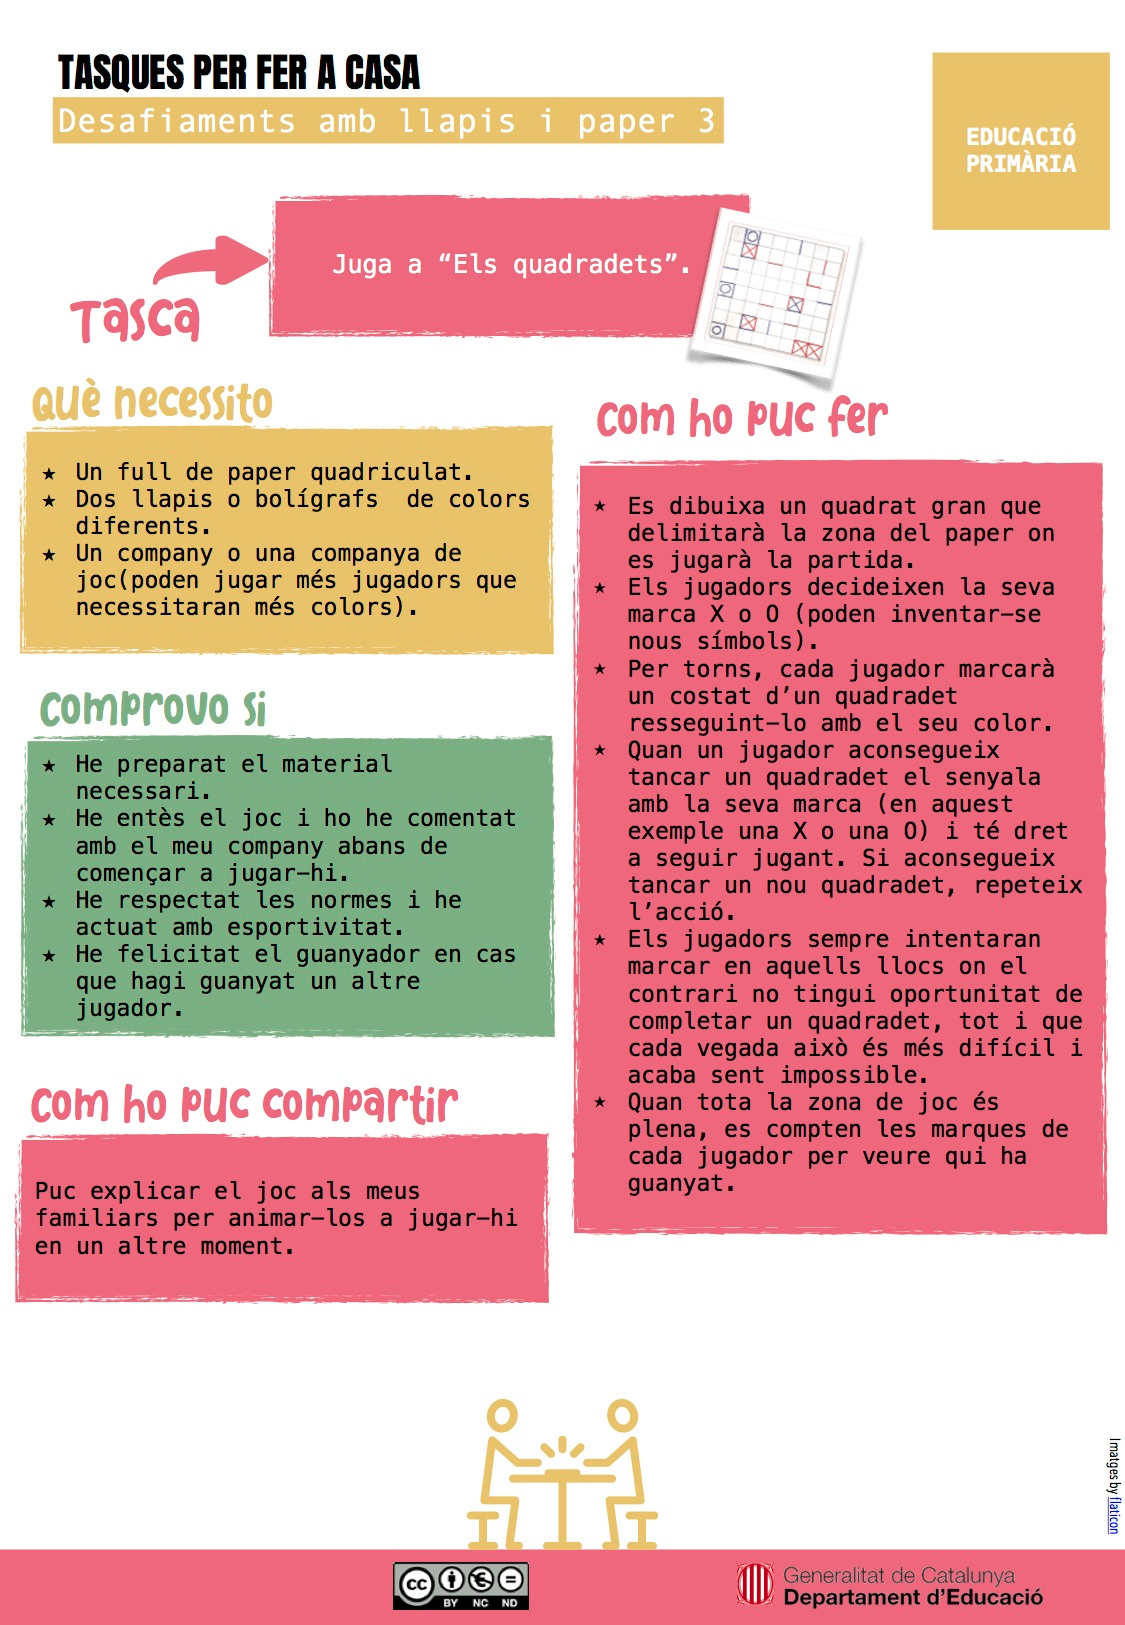 TASQUES PER FER A CASA
Desafiaments amb llapis i paper 3
EDUCACIÓ
PRIMÀRIA
Tasca
Juga a “Els quadradets”.
Què necessito
★ Un full de paper quadriculat.
★ Dos llapis o bolígrafs de colors
diferents.
★ Un company o una companya de
joc(poden jugar més jugadors que
necessitaran més colors).
Comprovo si
★ He preparat el material
necessari.
★ He entès el joc i ho he comentat
amb el meu company abans de
començar a jugar-hi.
★ He respectat les normes i he
actuat amb esportivitat.
★ He felicitat el guanyador en cas
que hagi guanyat un altre
jugador.
Com ho puc compartir
Puc explicar el joc als meus
familiars per animar-los a jugar-hi
en un altre moment.
Com ho puc fer
★ Es dibuixa un quadrat gran que
delimitarà la zona del paper on
es jugarà la partida.
★ Els jugadors decideixen la seva
marca X o O (poden inventar-se
nous símbols).
★ Per torns, cada jugador marcarà
un costat d’un quadradet
resseguint-lo amb el seu color.
★ Quan un jugador aconsegueix
tancar un quadradet el senyala
amb la seva marca (en aquest
exemple una X o una O) i té dret
a seguir jugant. Si aconsegueix
tancar un nou quadradet, repeteix
l’acció.
★ Els jugadors sempre intentaran
marcar en aquells llocs on el
contrari no tingui oportunitat de
completar un quadradet, tot i que
cada vegada això és més difícil i
acaba sent impossible.
★ Quan tota la zona de joc és
plena, es compten les marques de
cada jugador per veure qui ha
guanyat.
Imatges by flaticon
cc BY NC ND
Generalitat de Catalunya
Departament d’Educació